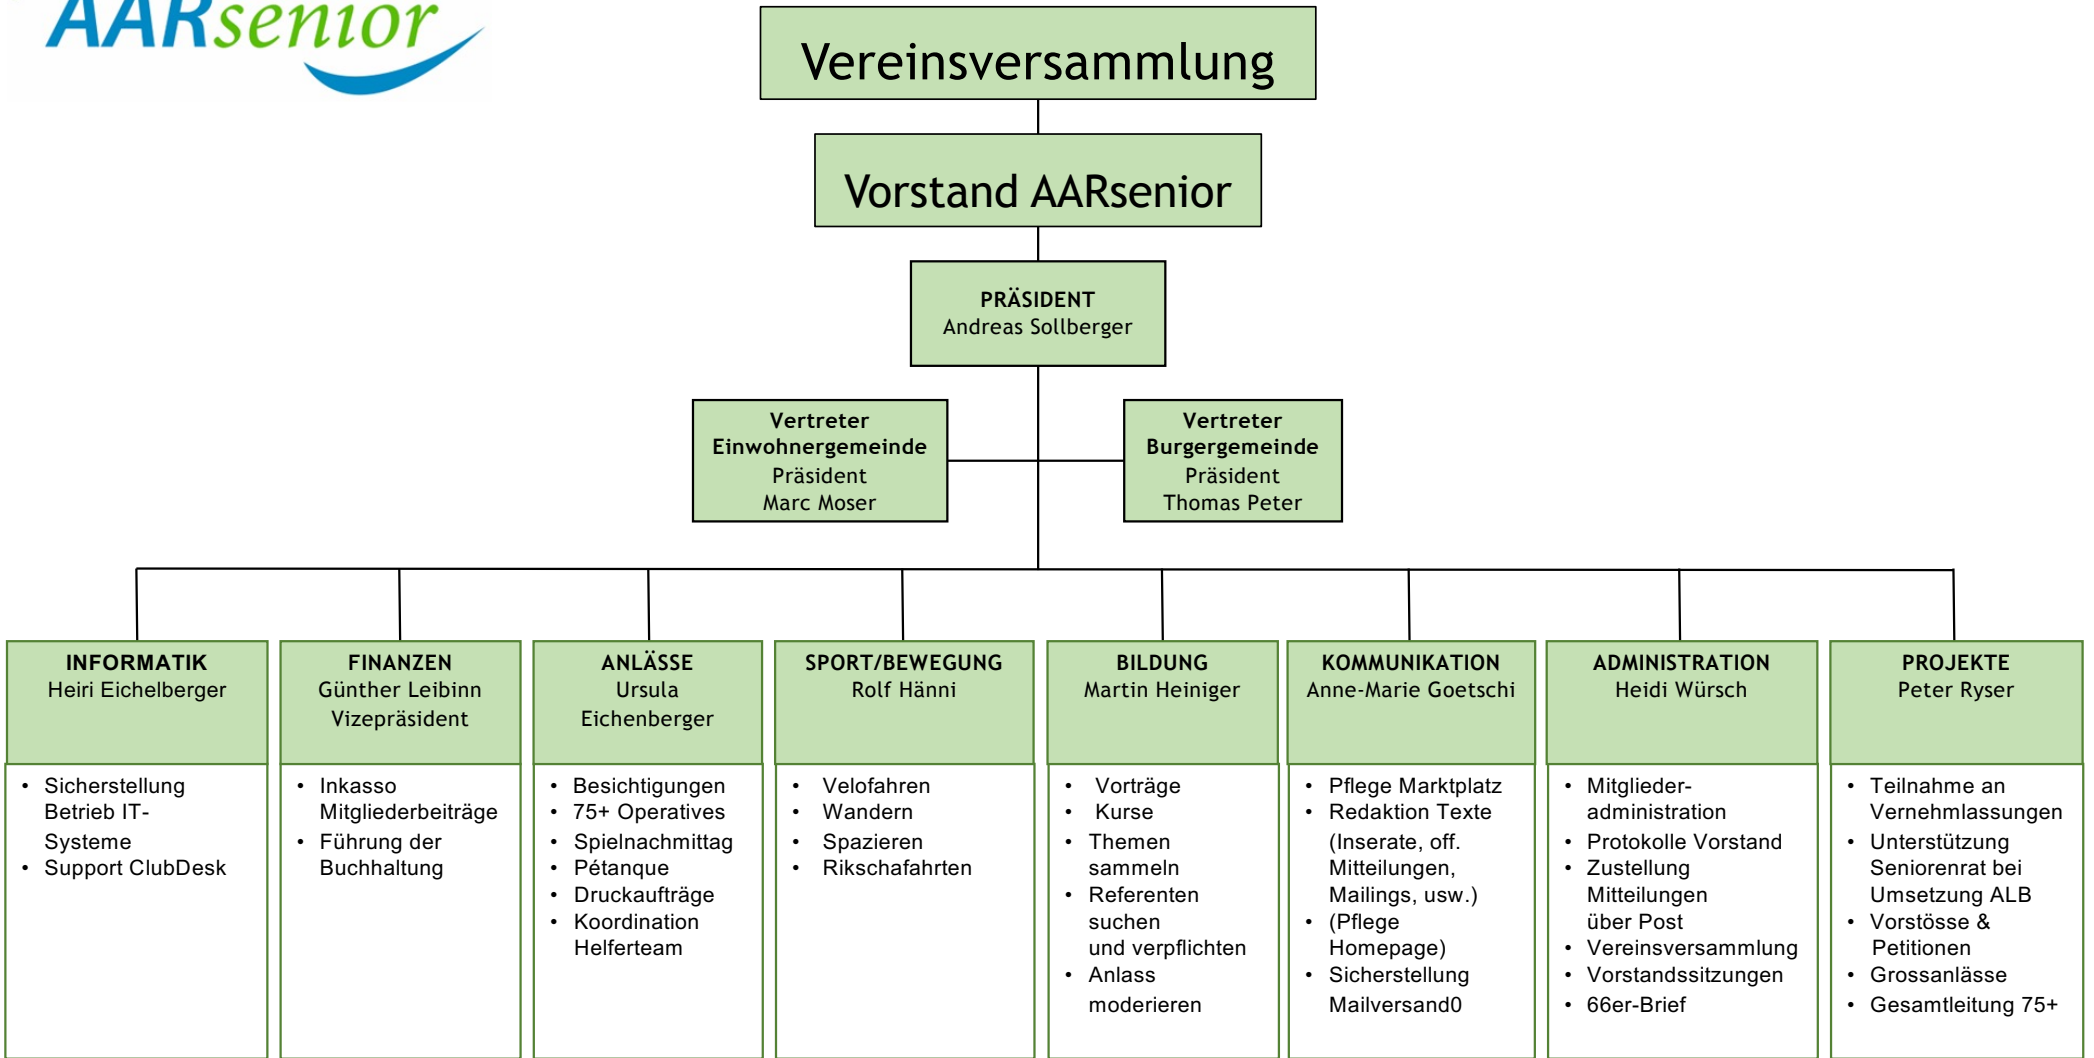 AARsenior
Vereinsversammlung
Vorstand AARsenior
PRÄSIDENT
Andreas Sollberger
Vertreter
Einwohnergemeinde
Präsident
Marc Moser
Vertreter
Burgergemeinde
Präsident
Thomas Peter
INFORMATIK
Heiri Eichelberger
• Sicherstellung
Betrieb IT-
Systeme
• Support ClubDesk
FINANZEN
Günther Leibinn
Vizepräsident
• Inkasso
Mitgliederbeiträge
• Führung der
Buchhaltung
ANLÄSSE
Ursula
Eichenberger
• Besichtigungen
• 75+ Operatives
• Spielnachmittag
• Pétanque
• Druckaufträge
• Koordination
Helferteam
SPORT/BEWEGUNG
Rolf Hänni
• Velofahren
• Wandern
• Spazieren
• Rikschafahrten
BILDUNG
Martin Heiniger
• Vorträge
• Kurse
• Themen
sammeln
• Referenten
suchen
und verpflichten
• Anlass
moderieren
KOMMUNIKATION
Anne-Marie Goetschi
• Pflege Marktplatz
• Redaktion Texte
(Inserate, off.
Mitteilungen,
Mailings, usw.)
• (Pflege
Homepage)
• Sicherstellung
Mailversand0
ADMINISTRATION
Heidi Würsch
• Mitglieder-
administration
• Protokolle Vorstand
• Zustellung
Mitteilungen
über Post
• Vereinsversammlung
• Vorstandssitzungen
• 66er-Brief
PROJEKTE
Peter Ryser
• Teilnahme an
Vernehmlassungen
• Unterstützung
Seniorenrat bei
Umsetzung ALB
• Vorstösse &
Petitionen
• Grossanlässe
• Gesamtleitung 75+